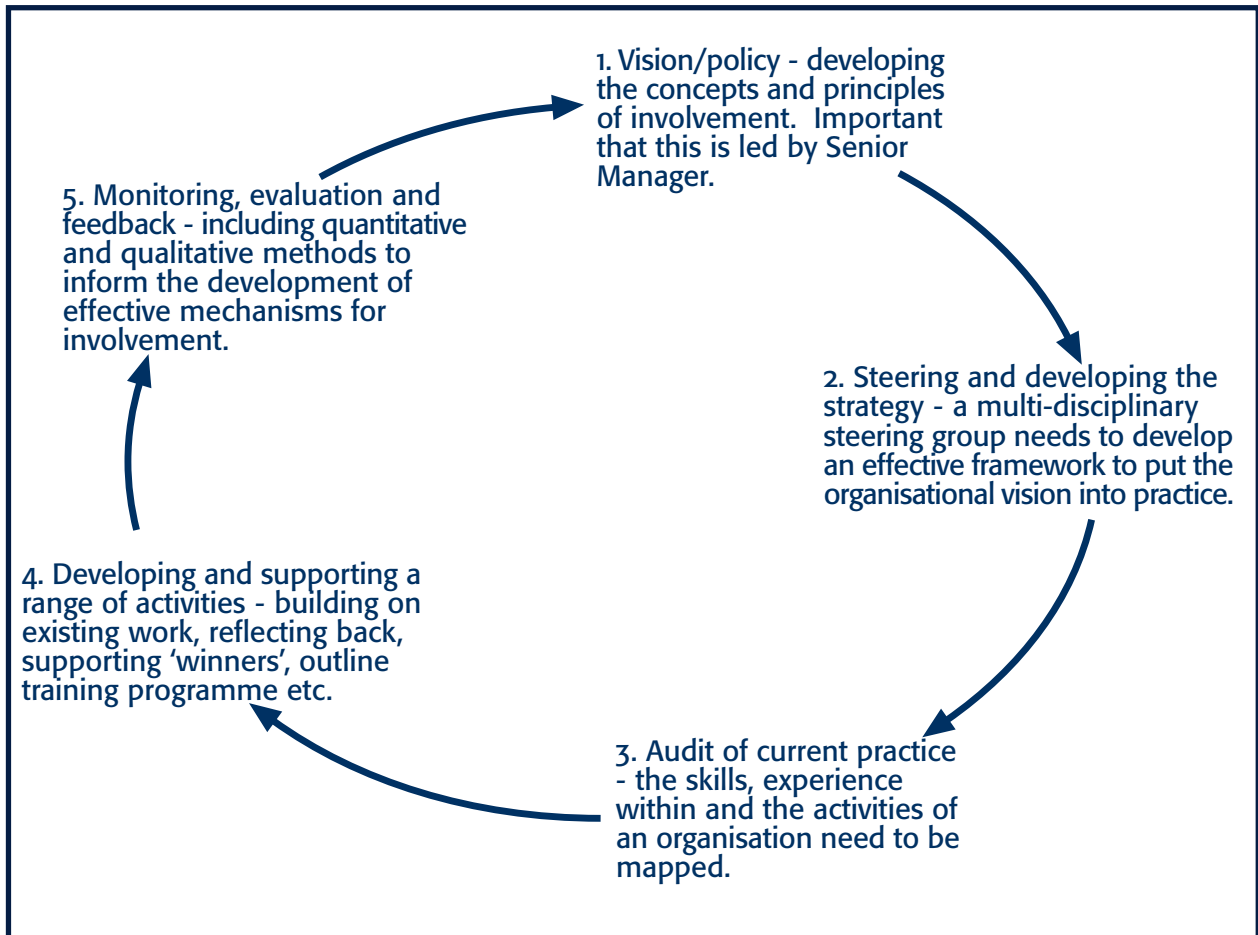 1. Vision/policy - developing
the concepts and principles
of involvement.  Important
that this is led by Senior
Manager.
2. Steering and developing the
strategy - a multi-disciplinary
steering group needs to develop
an effective framework to put the
organisational vision into practice.
3. Audit of current practice
- the skills, experience
within and the activities of
an organisation need to be
mapped.
4. Developing and supporting a
range of activities - building on
existing work, reflecting back,
supporting ‘winners’, outline
training programme etc.
5. Monitoring, evaluation and
feedback - including quantitative
and qualitative methods to
inform the development of
effective mechanisms for
involvement.